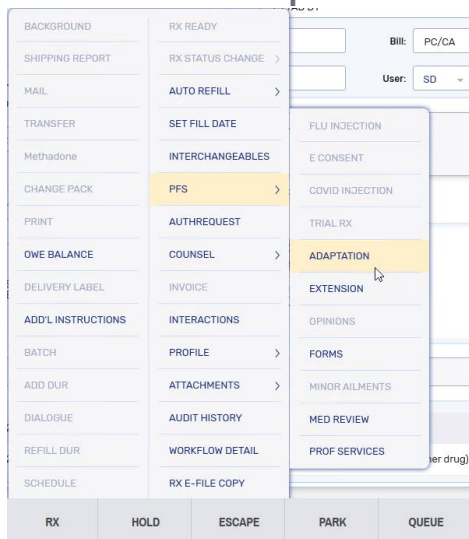 BACKGROUND
SHIPPING REPORT
MAIL
TRANSFER
Methadone
CHANGE PACK
PRINT
OWE BALANCE
DELIVERY LABEL
ADD'L INSTRUCTIONS
BATCH
ADD DUR
DIALOGUE
REFILL DUR
SCHEDULE
RX READY
RX STATUS CHANGE >
AUTO REFILL >
SET FILL DATE
INTERCHANGEABLES
PFS >
AUTHREQUEST
COUNSEL >
INVOICE
INTERACTIONS
PROFILE >
ATTACHMENTS >
AUDIT HISTORY
WORKFLOW DETAIL
RX E-FILE COPY
FLU INJECTION
E CONSENT
COVID INJECTION
TRIAL RX
ADAPTATION
EXTENSION
OPINIONS
FORMS
MINOR AILMENTS
MED REVIEW
PROF SERVICES
Bill: PC/CA
User: SD
drug)
RX HOLD ESCAPE PARK QUEUE